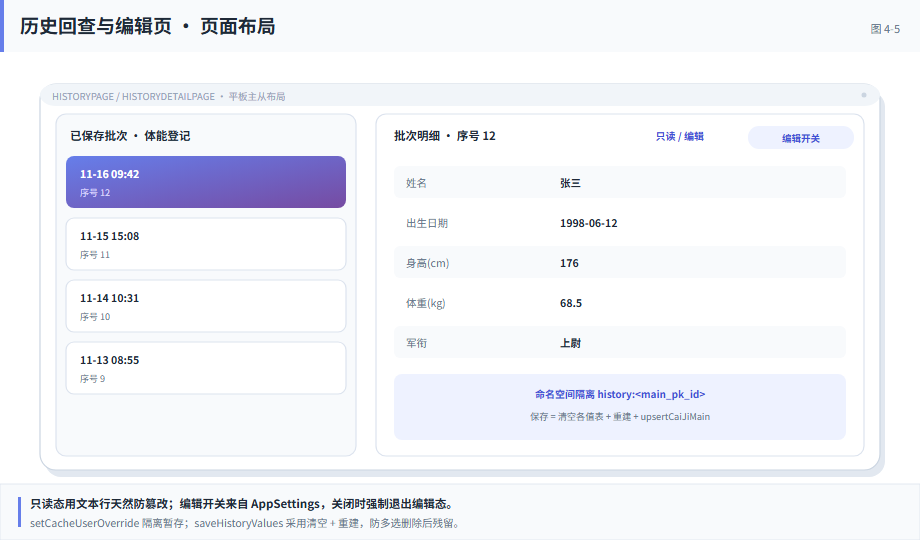 历史回查与编辑页 · 页面布局
图 4-5
HISTORYPAGE / HISTORYDETAILPAGE · 平板主从布局
已保存批次 · 体能登记
11-16 09:42
序号 12
11-15 15:08
序号 11
11-14 10:31
序号 10
11-13 08:55
序号 9
批次明细 · 序号 12
只读 / 编辑
编辑开关
姓名 张三
出生日期 1998-06-12
身高(cm) 176
体重(kg) 68.5
军衔 上尉
命名空间隔离 history:<main_pk_id>
保存 = 清空各值表 + 重建 + upsertCaiJiMain
只读态用文本行天然防篡改；编辑开关来自 AppSettings，关闭时强制退出编辑态。
setCacheUserOverride 隔离暂存；saveHistoryValues 采用清空 + 重建，防多选删除后残留。